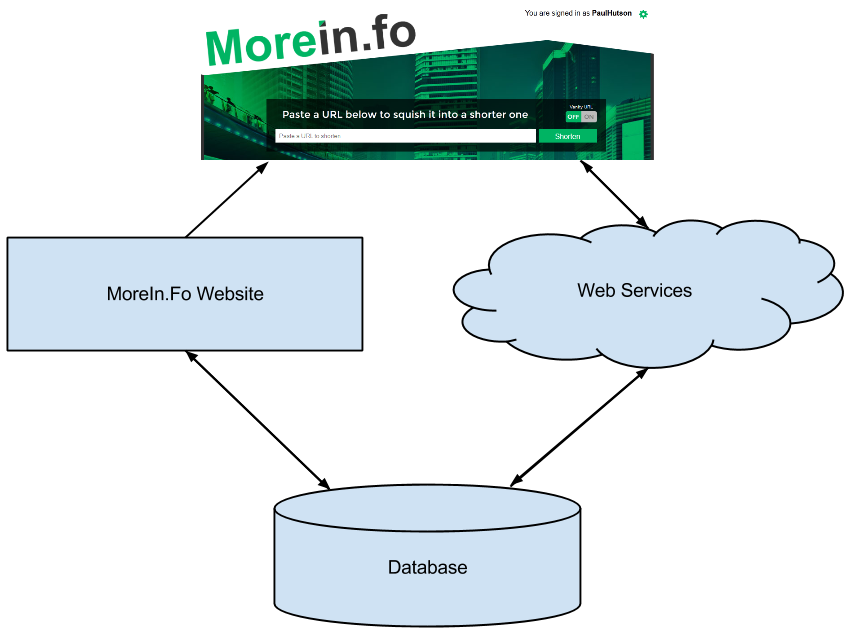 You are signed in as PaulHutson
Morein.fo
Vanity URL
Paste a URL below to squish it into a shorter one
OFF ON
Paste a URL to shorten
Shorten
MoreIn.Fo Website
Web Services
Database